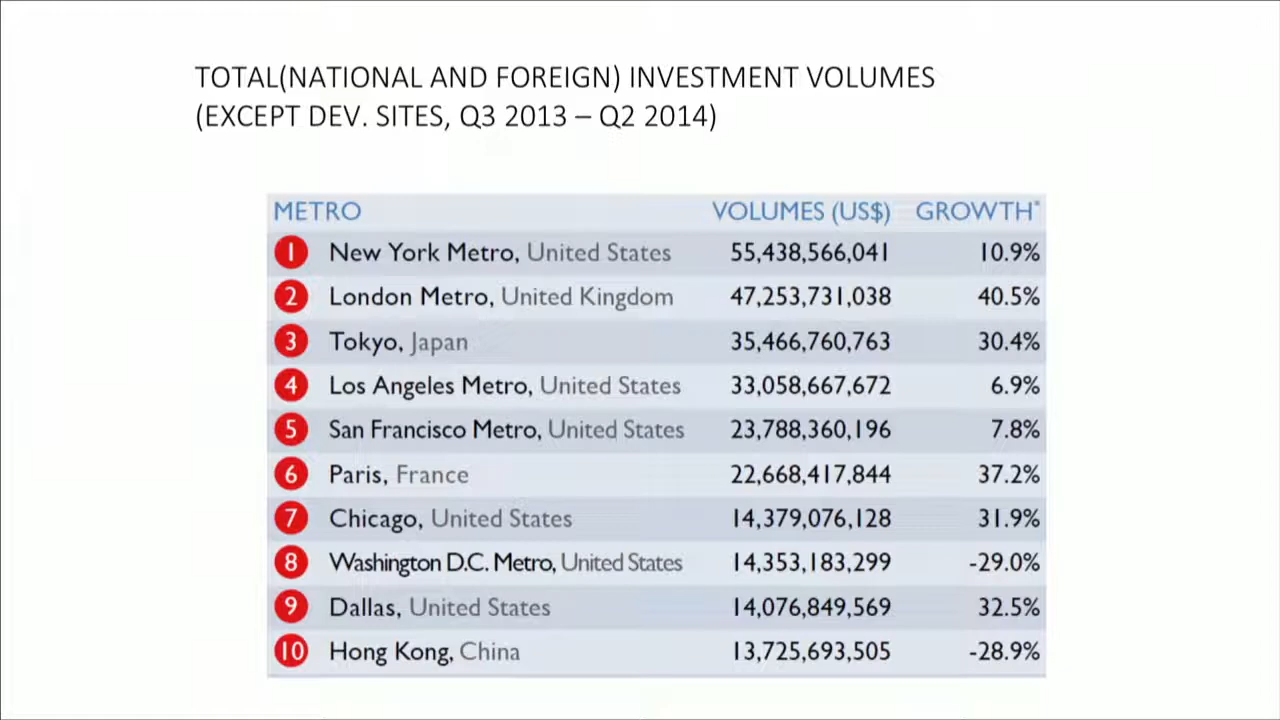 TOTAL(NATIONAL AND FOREIGN) INVESTMENT VOLUMES
(EXCEPT DEV. SITES, Q3 2013 – Q2 2014)
METRO VOLUMES (US$) GROWTH*
1 New York Metro, United States 55,438,566,041 10.9%
2 London Metro, United Kingdom 47,253,731,038 40.5%
3 Tokyo, Japan 35,466,760,763 30.4%
4 Los Angeles Metro, United States 33,058,667,672 6.9%
5 San Francisco Metro, United States 23,788,360,196 7.8%
6 Paris, France 22,668,417,844 37.2%
7 Chicago, United States 14,379,076,128 31.9%
8 Washington D.C. Metro, United States 14,353,183,299 -29.0%
9 Dallas, United States 14,076,849,569 32.5%
10 Hong Kong, China 13,725,693,505 -28.9%